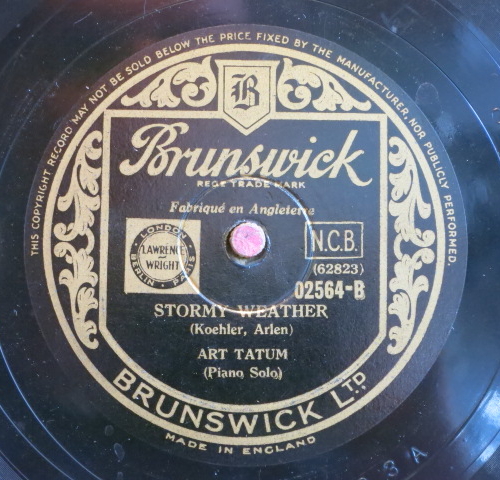 THIS COPYRIGHT RECORD MAY NOT BE SOLD BELOW THE PRICE FIXED BY THE MANUFACTURER, NOR PUBLICLY PERFORMED.
B
Brunswick
REGE TRADE MARK
Fabriqué en Angleterre
LONDON
LAWRENCE
WRIGHT
BERLIN • PARIS
N.C.B.
(62823)
02564-B
STORMY WEATHER
(Koehler, Arlen)
ART TATUM
(Piano Solo)
BRUNSWICK LTD.
MADE IN ENGLAND
3 A